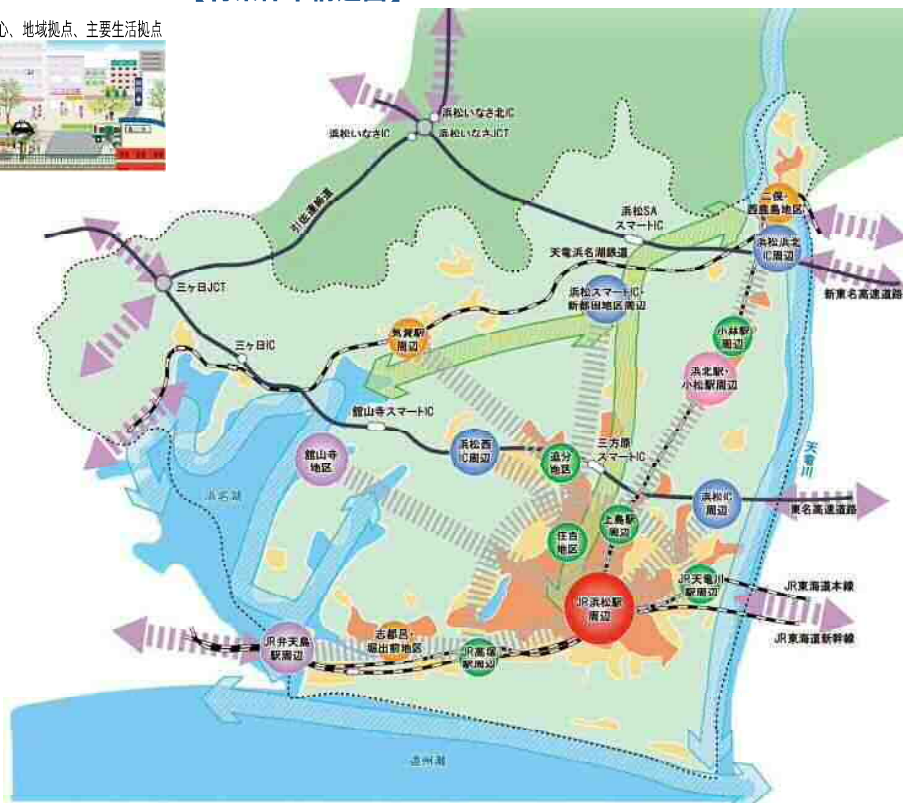 心、地域拠点、主要生活拠点
浜松いなさ北IC
浜松いなさIC
浜松いなさJCT
引佐連絡道
浜松SA
スマートIC
二俣・
西鹿島地区
天竜浜名湖鉄道
浜松浜北
IC周辺
三ヶ日JCT
浜松スマートIC・
新都田地区周辺
新東名高速道路
気賀駅
周辺
小林駅
周辺
三ヶ日IC
浜北駅・
小松駅周辺
舘山寺スマートIC
舘山寺
地区
浜松西
IC周辺
追分
地区
三方原
スマートIC
天竜川
浜名湖
浜松IC
周辺
東名高速道路
上島駅
周辺
住吉
地区
JR天竜川
駅周辺
JR東海道本線
JR浜松駅
周辺
JR東海道新幹線
JR弁天島
駅周辺
志都呂・
堀出前地区
JR高塚
駅周辺
遠州灘